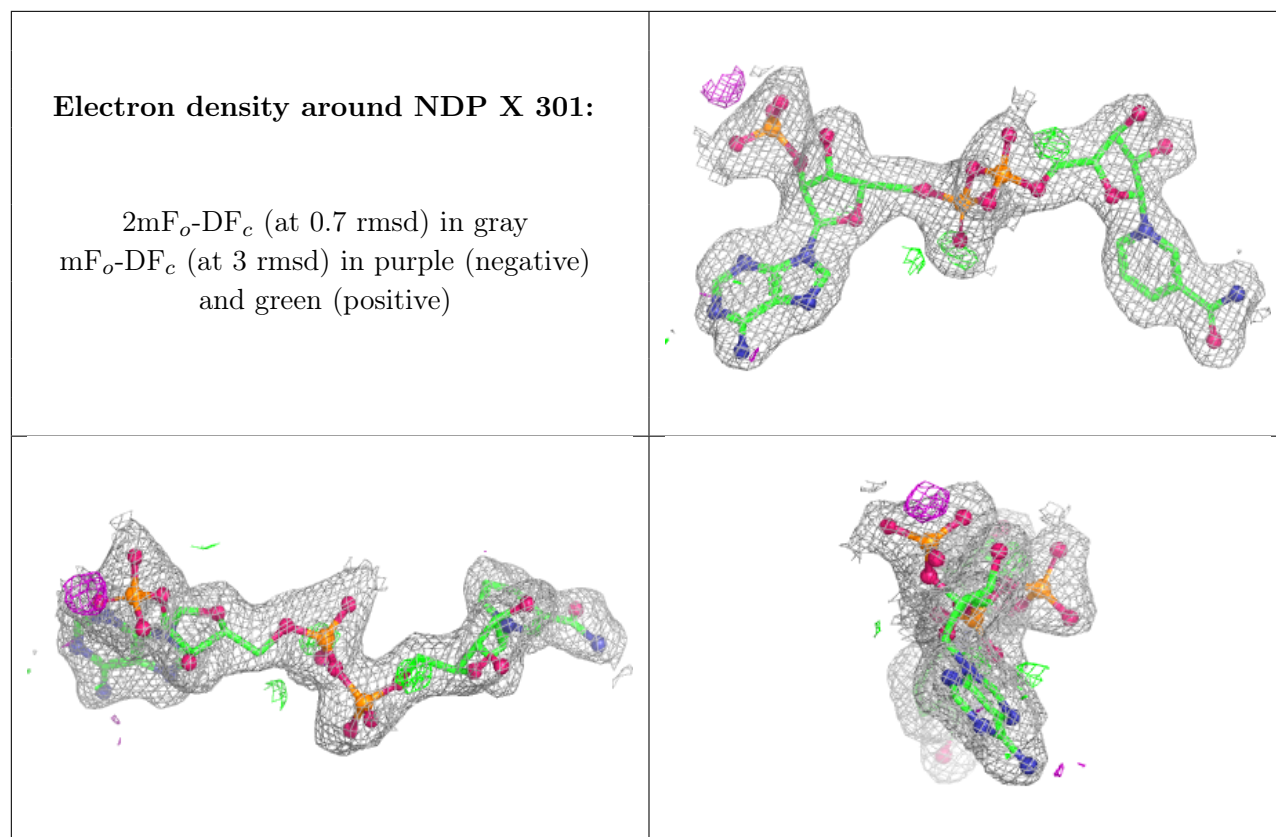 Electron density around NDP X 301:
2mFo-DFc (at 0.7 rmsd) in gray
mFo-DFc (at 3 rmsd) in purple (negative)
and green (positive)